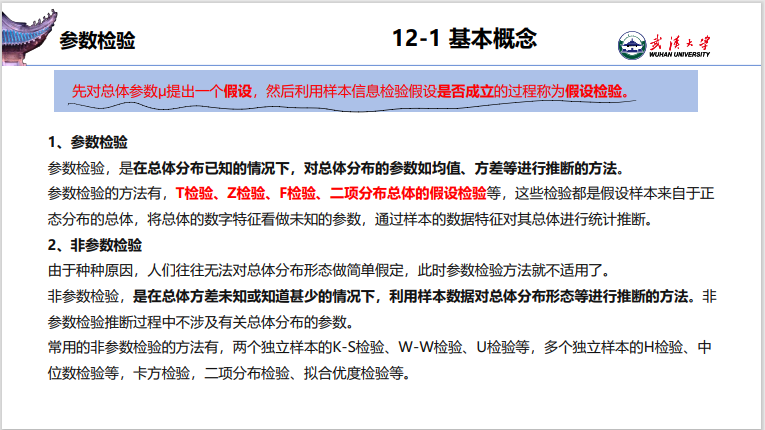 参数检验
12-1 基本概念
武汉大学
WUHAN UNIVERSITY
先对总体参数μ提出一个假设，然后利用样本信息检验假设是否成立的过程称为假设检验。
1、参数检验
参数检验，是在总体分布已知的情况下，对总体分布的参数如均值、方差等进行推断的方法。
参数检验的方法有，T检验、Z检验、F检验、二项分布总体的假设检验等，这些检验都是假设样本来自于正
态分布的总体，将总体的数字特征看做未知的参数，通过样本的数据特征对其总体进行统计推断。
2、非参数检验
由于种种原因，人们往往无法对总体分布形态做简单假定，此时参数检验方法就不适用了。
非参数检验，是在总体方差未知或知道甚少的情况下，利用样本数据对总体分布形态等进行推断的方法。非
参数检验推断过程中不涉及有关总体分布的参数。
常用的非参数检验的方法有，两个独立样本的K-S检验、W-W检验、U检验等，多个独立样本的H检验、中
位数检验等，卡方检验，二项分布检验、拟合优度检验等。